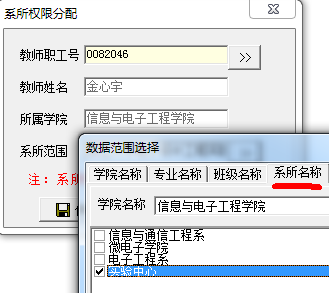 系所权限分配
教师职工号 0082046 >>
教师姓名 金心宇
所属学院 信息与电子工程学院
系所范围
数据范围选择
注：系所
学院名称 专业名称 班级名称 系所名称
学院名称 信息与电子工程学院
信息与通信工程系
微电子学院
电子工程系
实验中心